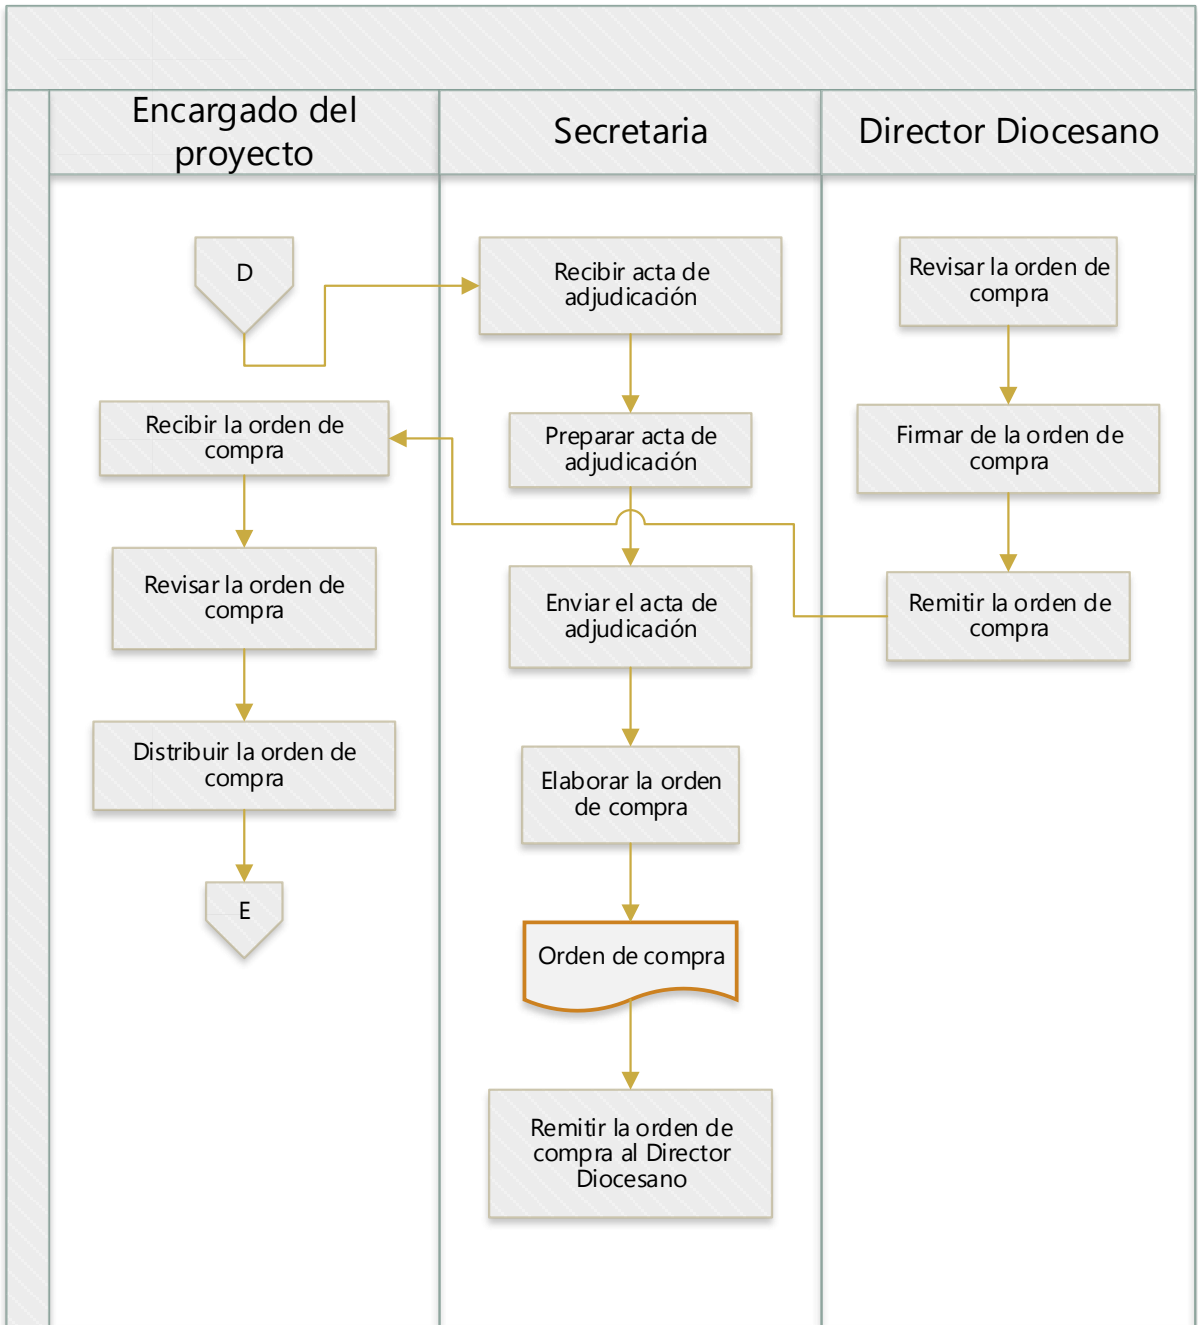 Encargado del
proyecto
Secretaria
Director Diocesano
D
Recibir la orden de
compra
Revisar la orden de
compra
Distribuir la orden de
compra
E
Recibir acta de
adjudicación
Preparar acta de
adjudicación
Enviar el acta de
adjudicación
Elaborar la orden
de compra
Orden de compra
Remitir la orden de
compra al Director
Diocesano
Revisar la orden de
compra
Firmar de la orden de
compra
Remitir la orden de
compra